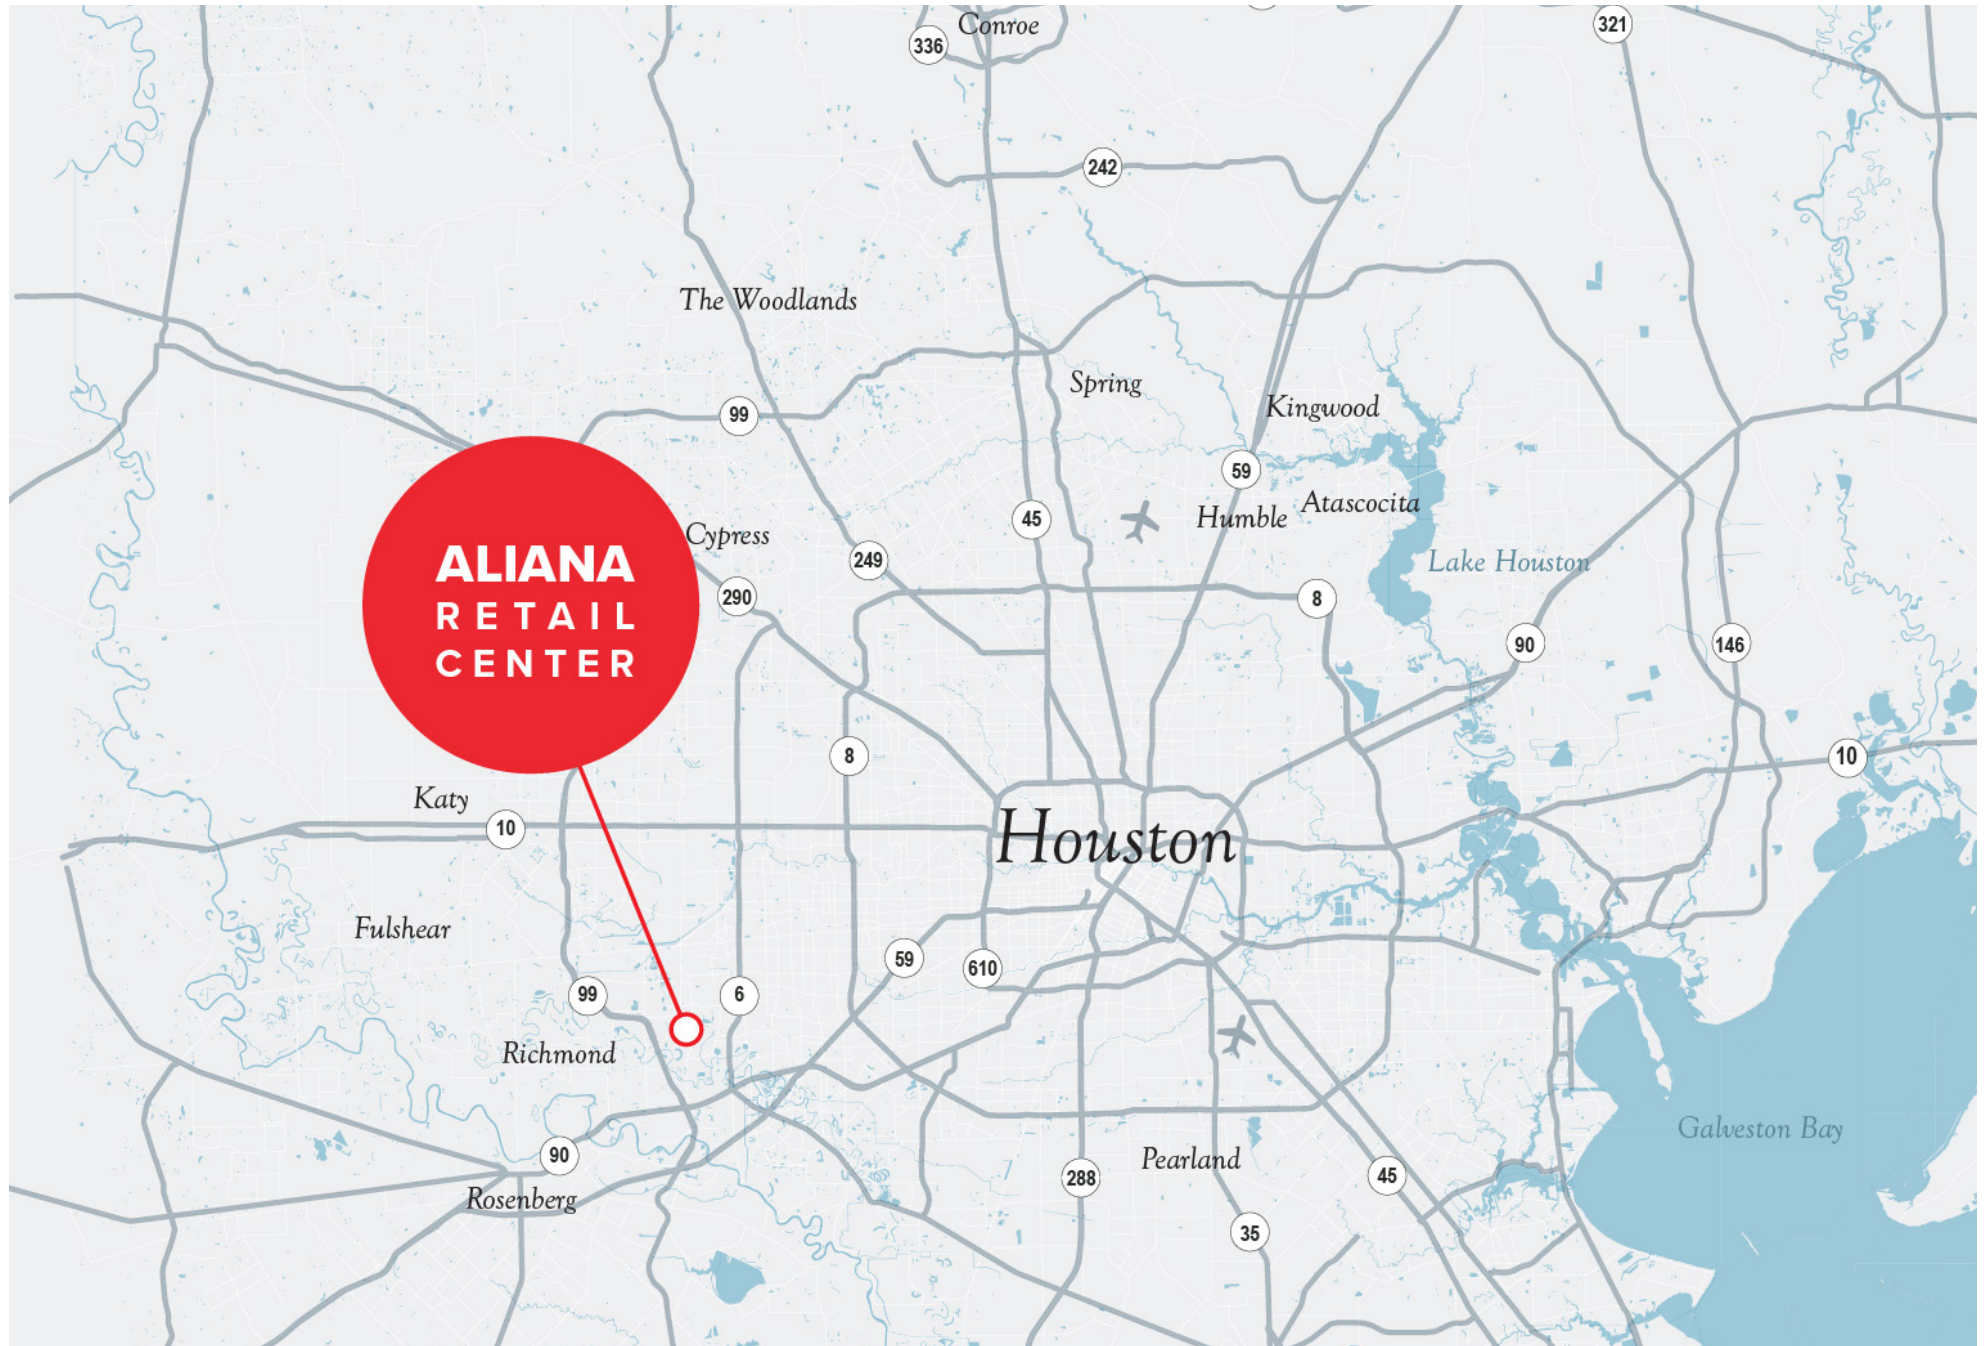 321
Conroe
336
242
The Woodlands
Spring
99
Kingwood
59
Atascocita
Humble
45
Cypress
249
Lake Houston
ALIANA
RETAIL
CENTER
290
8
90
146
8
10
Katy
10
Houston
Fulshear
59
610
99
6
Richmond
Galveston Bay
90
Pearland
288
45
Rosenberg
35